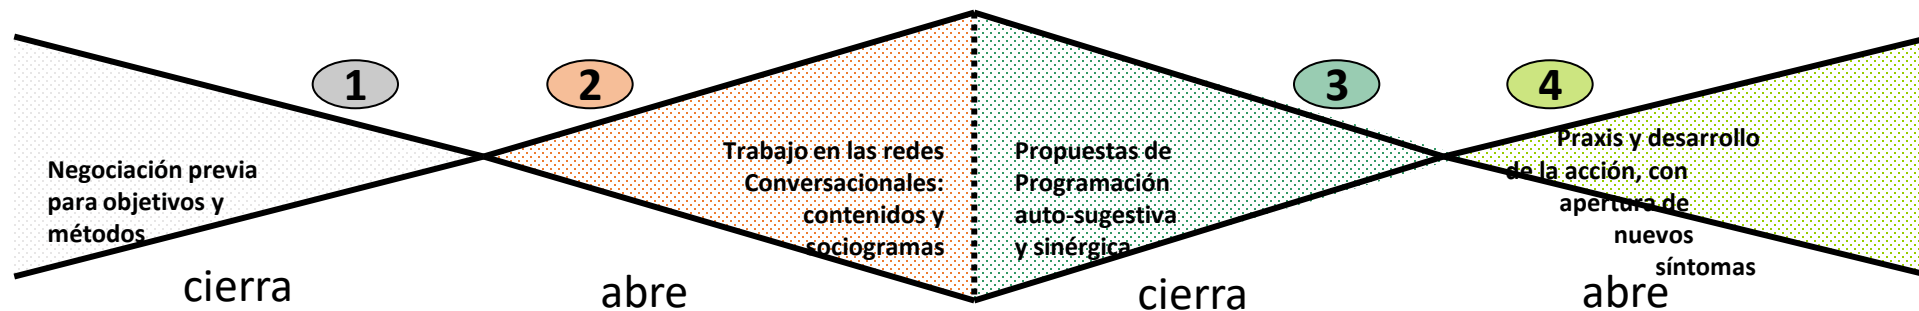 1
2
3
4
Negociación previa
para objetivos y
métodos
Trabajo en las redes
Conversacionales:
contenidos y
sociogramas
Propuestas de
Programación
auto-sugestiva
y sinérgica
Praxis y desarrollo
de la acción, con
apertura de
nuevos
síntomas
cierra
abre
cierra
abre